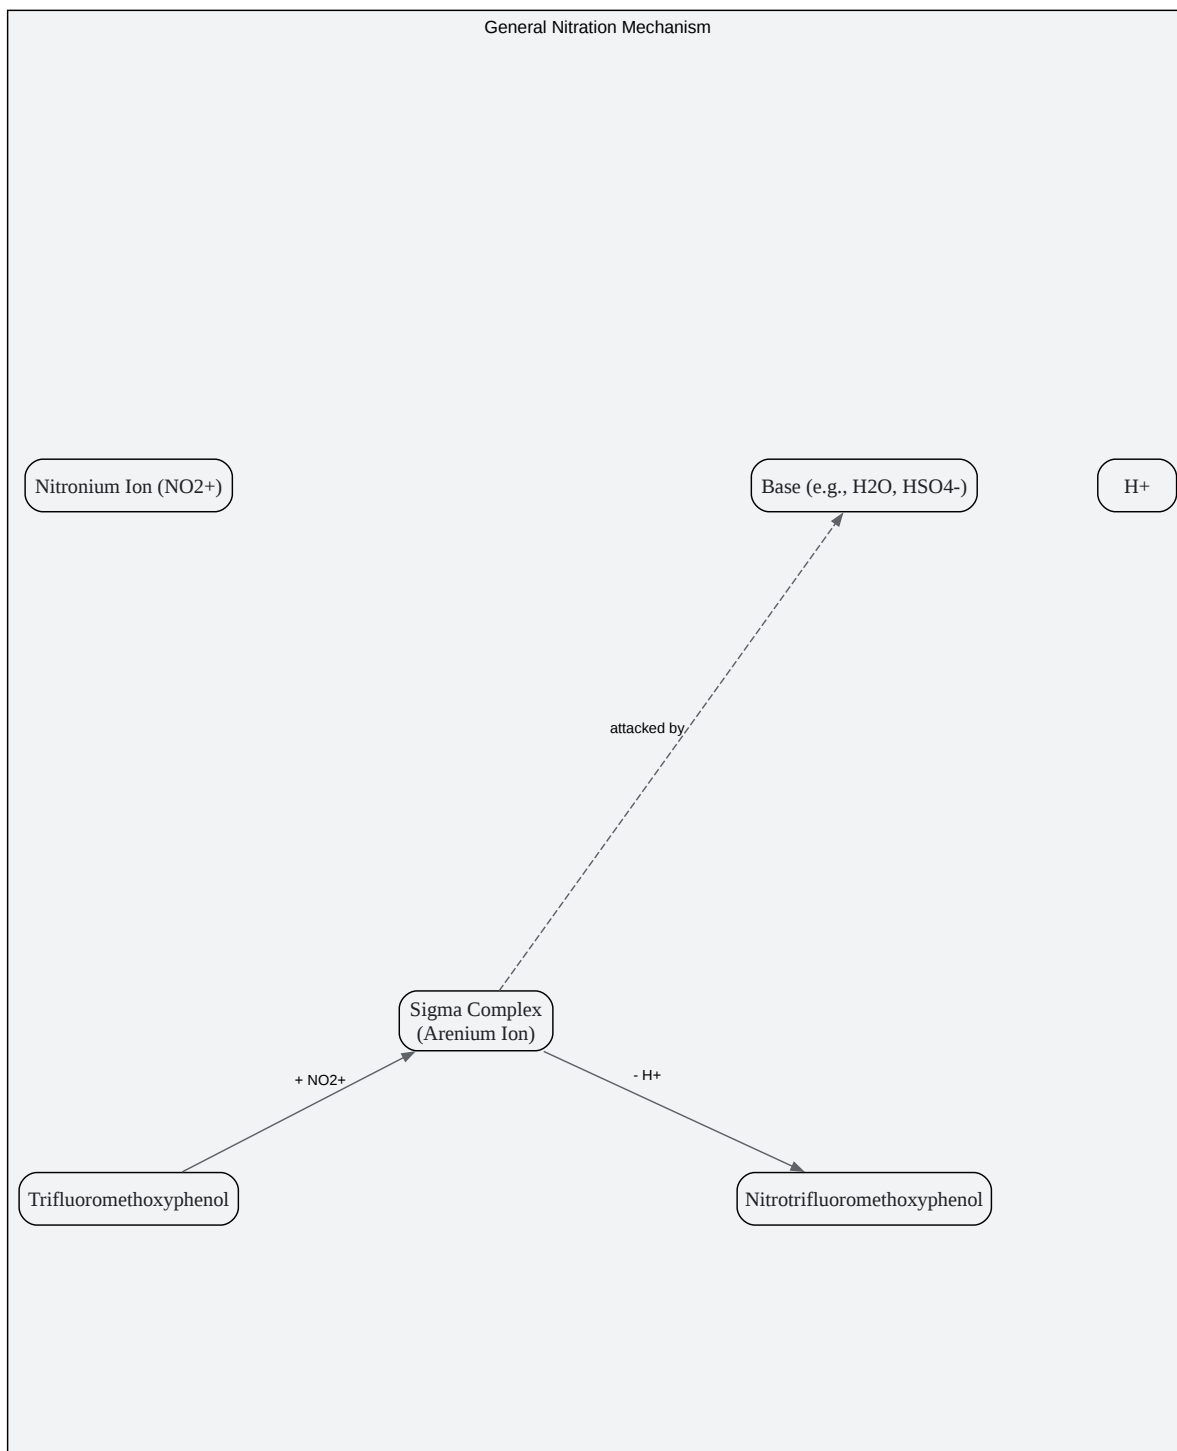 General Nitration Mechanism
Nitronium Ion (NO2+)
Base (e.g., H2O, HSO4-)
H+
attacked by
Sigma Complex
(Arenium Ion)
+ NO2+
- H+
Trifluoromethoxyphenol
Nitrotrifluoromethoxyphenol